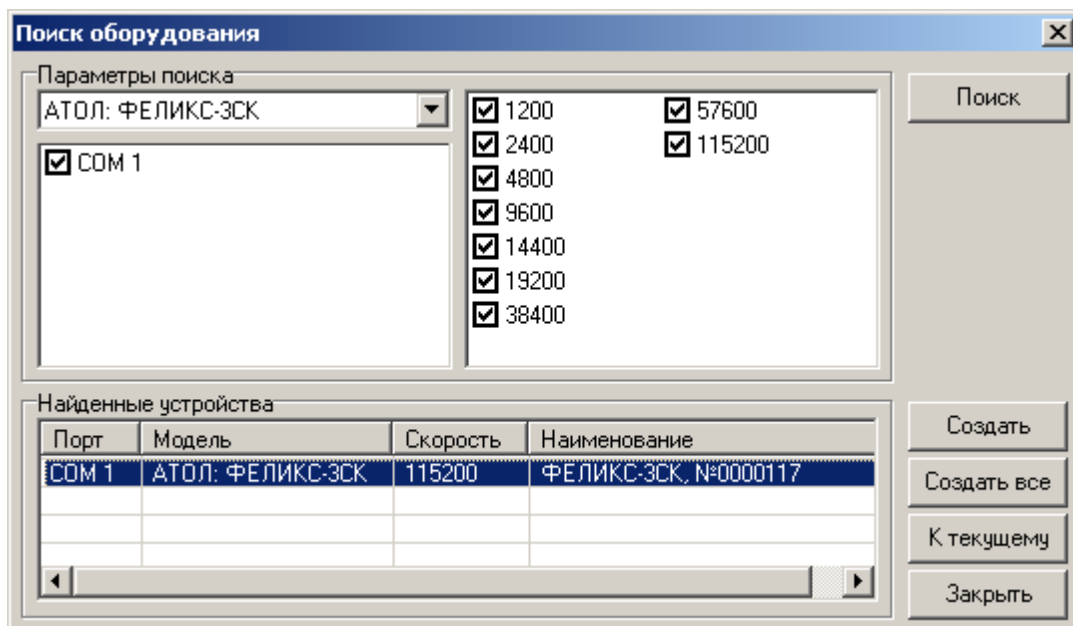 Поиск оборудования
Параметры поиска
АТОЛ: ФЕЛИКС-3СК
COM 1
1200
2400
4800
9600
14400
19200
38400
57600
115200
Поиск
Найденные устройства
Порт Модель Скорость Наименование
COM 1 АТОЛ: ФЕЛИКС-3СК 115200 ФЕЛИКС-3СК, №0000117
Создать
Создать все
К текущему
Закрыть